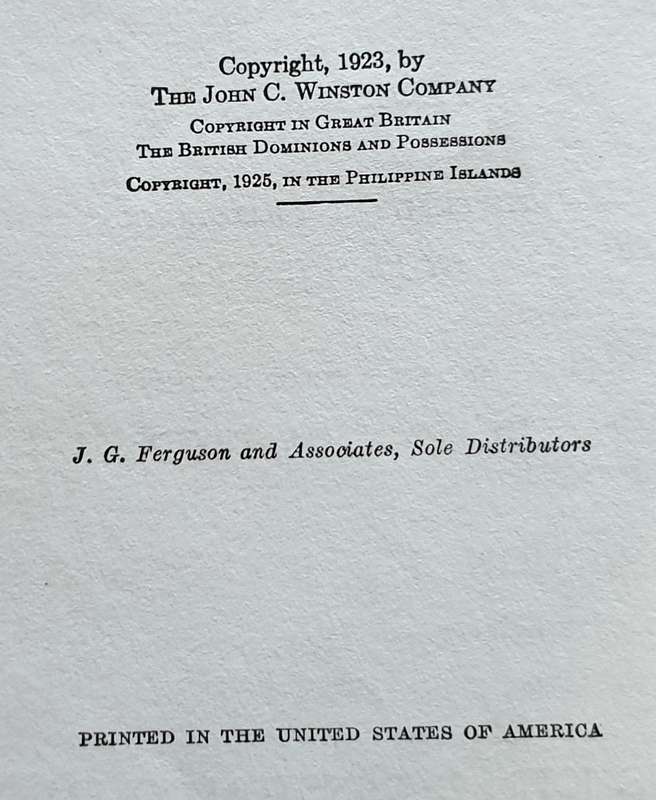 Copyright, 1923, by
The John C. Winston Company
Copyright in Great Britain
The British Dominions and Possessions
Copyright, 1925, in the Philippine Islands
J. G. Ferguson and Associates, Sole Distributors
PRINTED IN THE UNITED STATES OF AMERICA